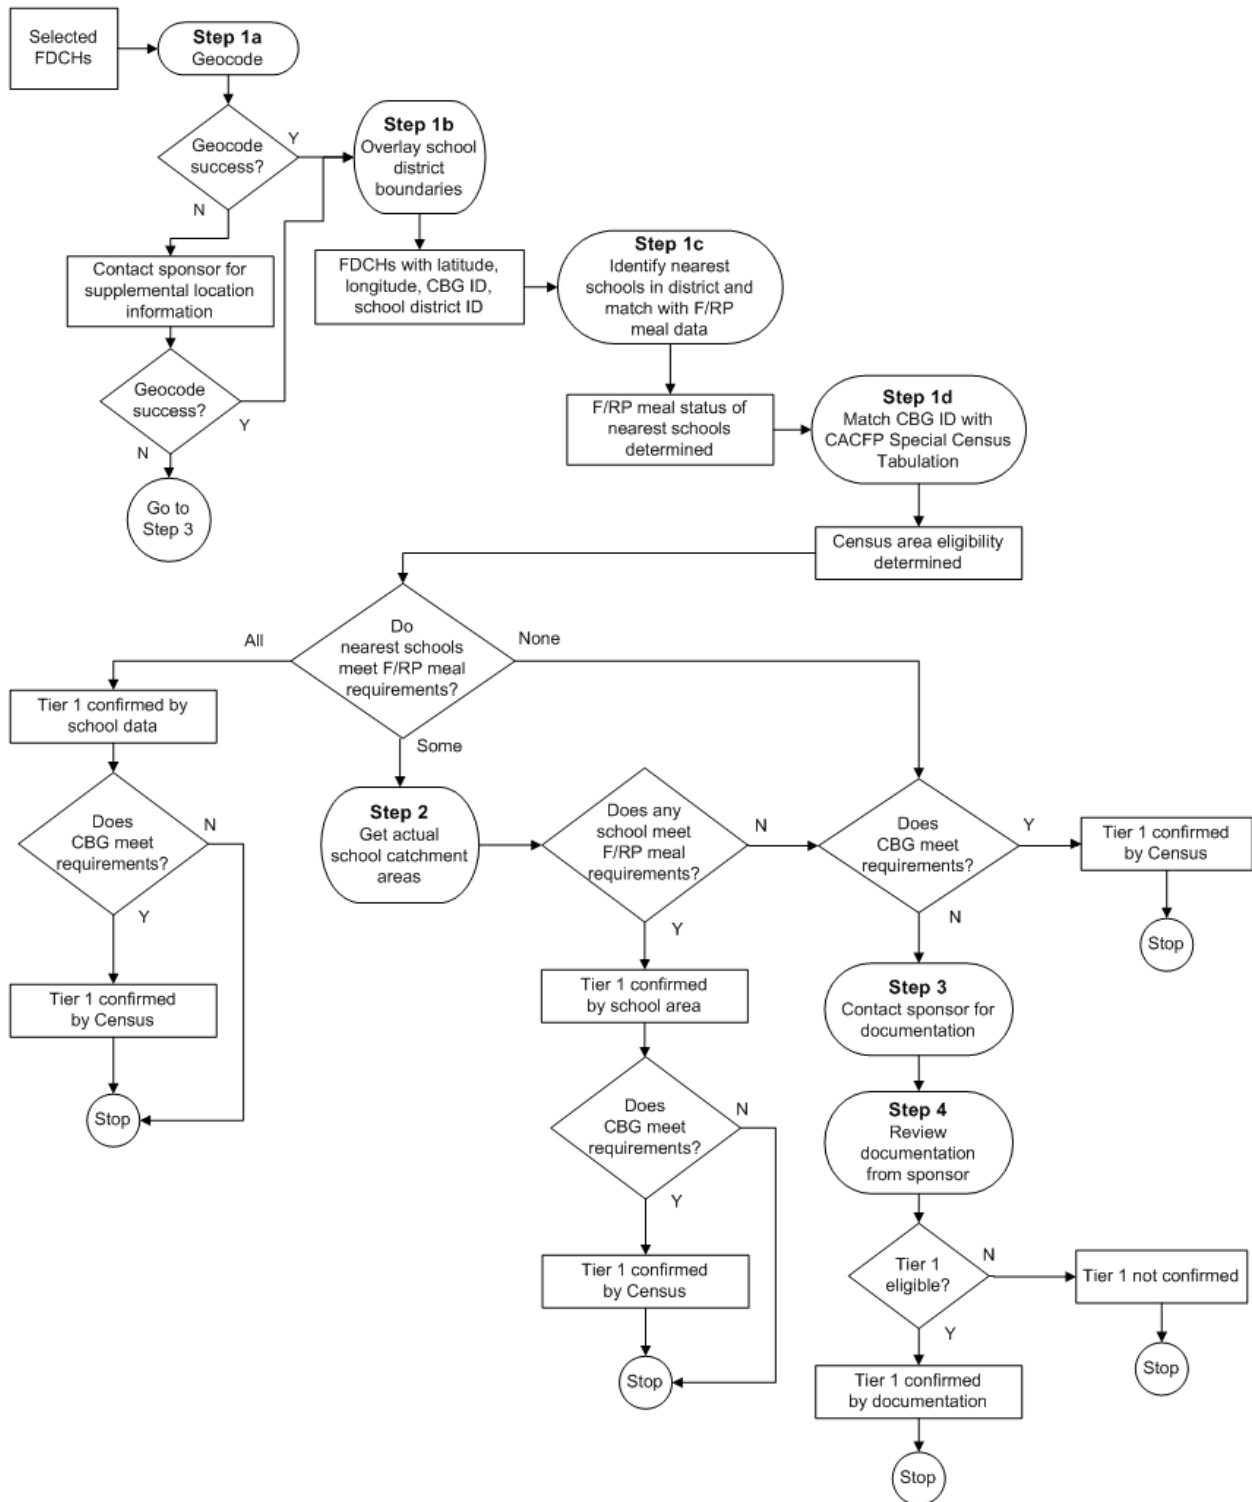 Selected
FDCHs
Step 1a
Geocode
Geocode
success?
Y
N
Step 1b
Overlay school
district
boundaries
Contact sponsor for
supplemental location
information
FDCHs with latitude,
longitude, CBG ID,
school district ID
Step 1c
Identify nearest
schools in district and
match with F/RP
meal data
Geocode
success?
Y
N
Go to
Step 3
F/RP meal status of
nearest schools
determined
Step 1d
Match CBG ID with
CACFP Special Census
Tabulation
Census area eligibility
determined
Do
nearest schools
meet F/RP meal
requirements?
All
None
Some
Tier 1 confirmed by
school data
Does
CBG meet
requirements?
N
Y
Tier 1 confirmed
by Census
Stop
Step 2
Get actual
school catchment
areas
Does any
school meet
F/RP meal
requirements?
N
Y
Does
CBG meet
requirements?
Y
N
Tier 1 confirmed
by Census
Stop
Tier 1 confirmed
by school area
Does
CBG meet
requirements?
N
Y
Tier 1 confirmed
by Census
Stop
Step 3
Contact sponsor for
documentation
Step 4
Review
documentation
from sponsor
Tier 1
eligible?
N
Y
Tier 1 not confirmed
Stop
Tier 1 confirmed
by documentation
Stop